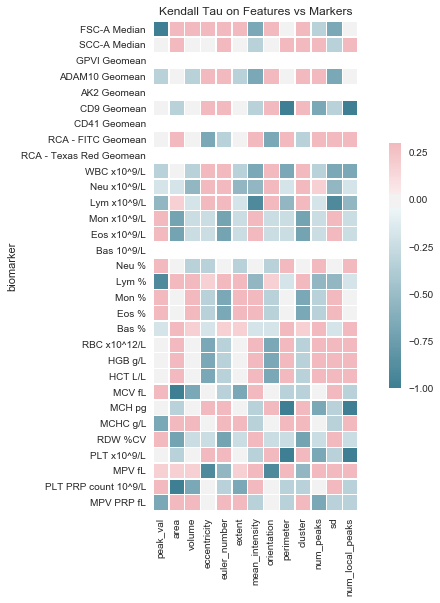 Kendall Tau on Features vs Markers
FSC-A Median
SCC-A Median
GPVI Geomean
ADAM10 Geomean
AK2 Geomean
CD9 Geomean
CD41 Geomean
RCA - FITC Geomean
RCA - Texas Red Geomean
WBC x10^9/L
Neu x10^9/L
Lym x10^9/L
Mon x10^9/L
Eos x10^9/L
Bas 10^9/L
Neu %
Lym %
Mon %
Eos %
Bas %
RBC x10^12/L
HGB g/L
HCT L/L
MCV fL
MCH pg
MCHC g/L
RDW %CV
PLT x10^9/L
MPV fL
PLT PRP count 10^9/L
MPV PRP fL
biomarker
peak_val
area
volume
eccentricity
euler_number
extent
mean_intensity
orientation
perimeter
cluster
num_peaks
sd
num_local_peaks
0.25
0.00
−0.25
−0.50
−0.75
−1.00